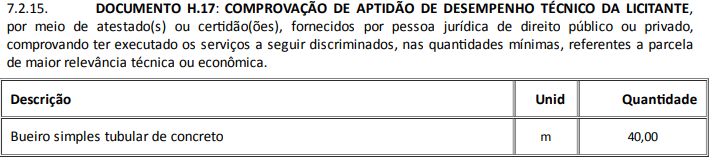 7.2.15. DOCUMENTO H.17: COMPROVAÇÃO DE APTIDÃO DE DESEMPENHO TÉCNICO DA LICITANTE,
por meio de atestado(s) ou certidão(ões), fornecidos por pessoa jurídica de direito público ou privado,
comprovando ter executado os serviços a seguir discriminados, nas quantidades mínimas, referentes a parcela
de maior relevância técnica ou econômica.
Descrição Unid Quantidade
Bueiro simples tubular de concreto m 40,00